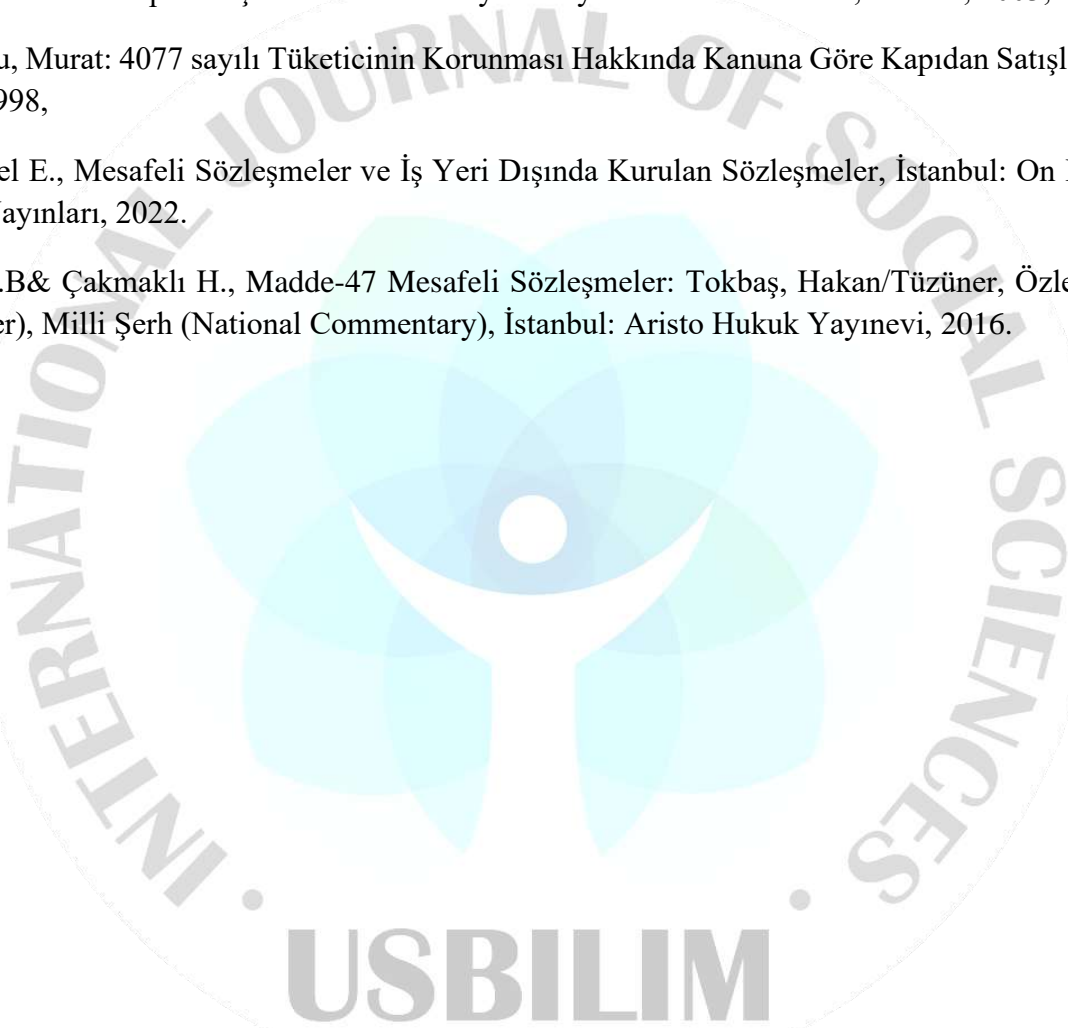 u, Murat: 4077 sayılı Tüketicinin Korunması Hakkında Kanuna Göre Kapıdan Satışl
998,
el E., Mesafeli Sözleşmeler ve İş Yeri Dışında Kurulan Sözleşmeler, İstanbul: On
Yayınları, 2022.
.B& Çakmaklı H., Madde-47 Mesafeli Sözleşmeler: Tokbaş, Hakan/Tüzüner, Özle
er), Milli Şerh (National Commentary), İstanbul: Aristo Hukuk Yayınevi, 2016.
INTERNATIONAL JOURNAL OF SOCIAL SCIENCES
USBILIM